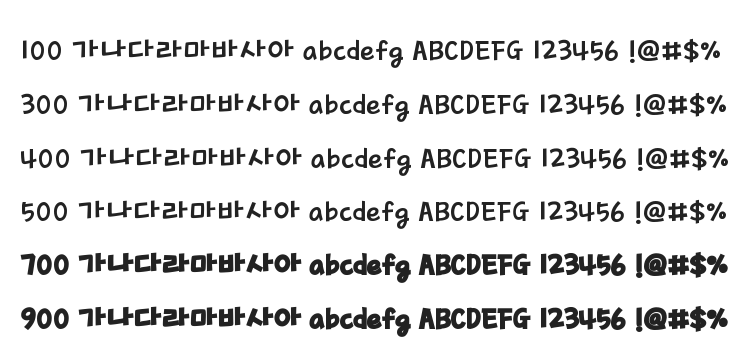 100 가나다라마바사아 abcdefg ABCDEFG 123456 !@#$%
300 가나다라마바사아 abcdefg ABCDEFG 123456 !@#$%
400 가나다라마바사아 abcdefg ABCDEFG 123456 !@#$%
500 가나다라마바사아 abcdefg ABCDEFG 123456 !@#$%
700 가나다라마바사아 abcdefg ABCDEFG 123456 !@#$%
900 가나다라마바사아 abcdefg ABCDEFG 123456 !@#$%